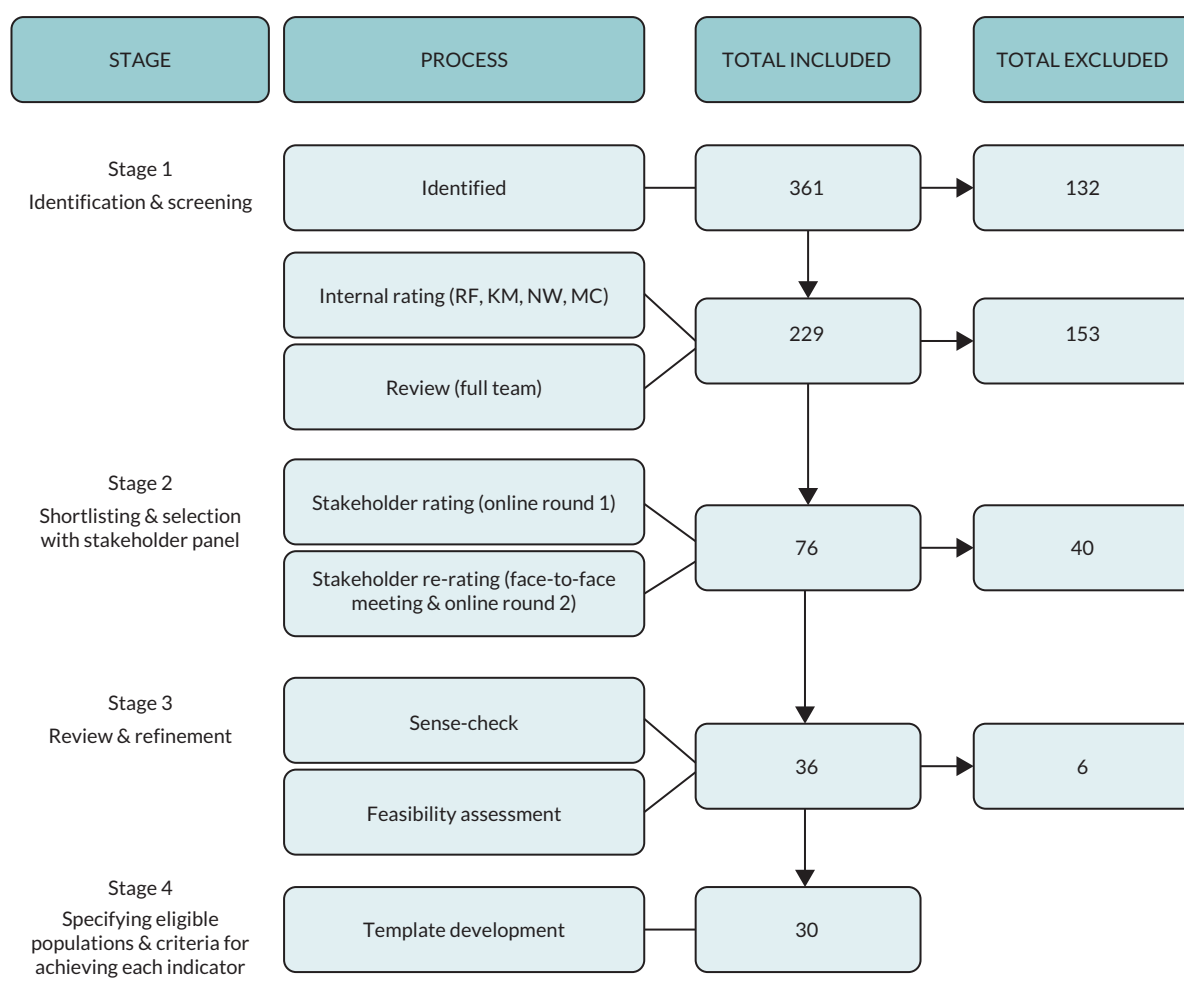 STAGE
PROCESS
TOTAL INCLUDED
TOTAL EXCLUDED
Stage 1
Identification & screening
Identified
361
132
Internal rating (RF, KM, NW, MC)
Review (full team)
229
153
Stage 2
Shortlisting & selection
with stakeholder panel
Stakeholder rating (online round 1)
Stakeholder re-rating (face-to-face
meeting & online round 2)
76
40
Stage 3
Review & refinement
Sense-check
Feasibility assessment
36
6
Stage 4
Specifying eligible
populations & criteria for
achieving each indicator
Template development
30